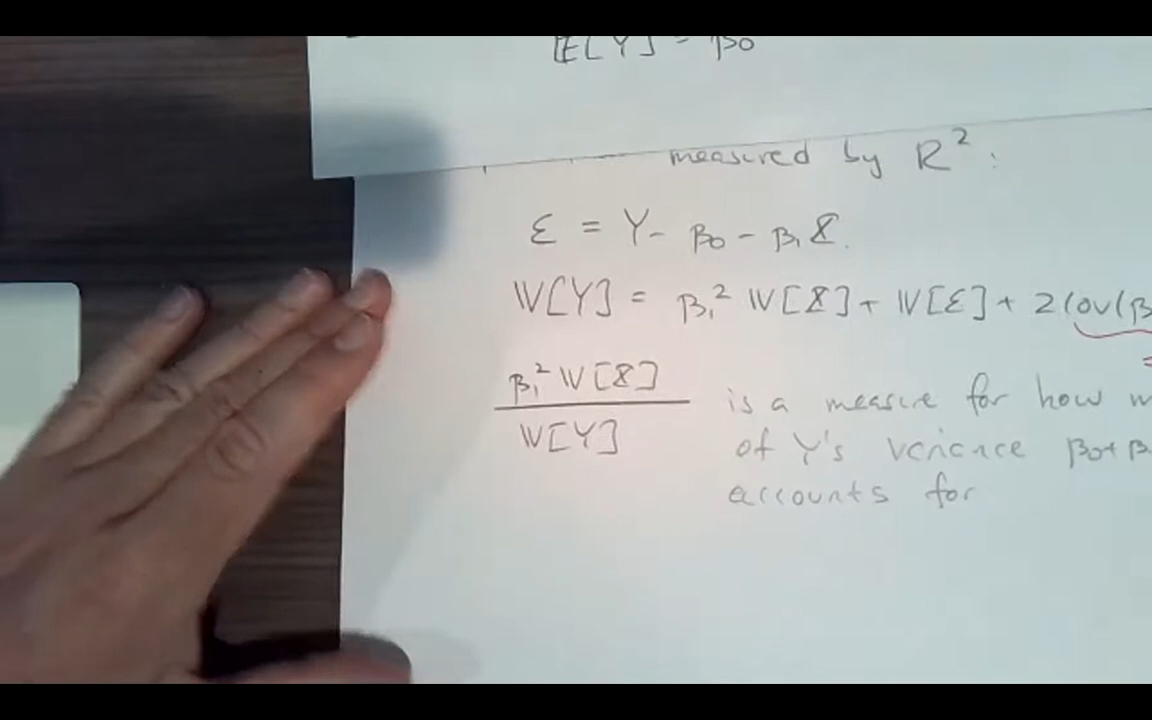 E[Y] = β0
measured by R²:
ε = Y - β0 - β1 X.
V[Y] = β1² V[X] + V[ε] + 2Cov(β
=
β1² V[X] / V[Y]
is a measure for how m
of Y's variance β0+β
accounts for